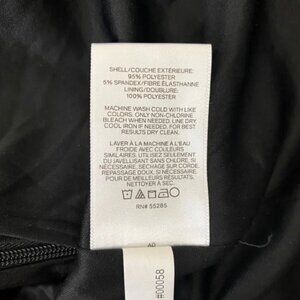 SHELL/COUCHE EXTÉRIEURE:
95% POLYESTER
5% SPANDEX/FIBRE ÉLASTHANNE
LINING/DOUBLURE:
100% POLYESTER
MACHINE WASH COLD WITH LIKE
COLORS. ONLY NON-CHLORINE
BLEACH WHEN NEEDED. LINE DRY.
COOL IRON IF NEEDED. FOR BEST
RESULTS DRY CLEAN.
LAVER À LA MACHINE À L'EAU
FROIDE AVEC COULEURS
SIMILAIRES. UTILISER SEULEMENT
DU JAVELLISANT SANS CHLORE SI
NÉCESSAIRE. SÉCHAGE SUR CORDE.
REPASSAGE DOUX, SI NÉCESSAIRE.
POUR DE MEILLEURS RÉSULTATS,
NETTOYER À SEC.
RN# 55285
AD
#00058